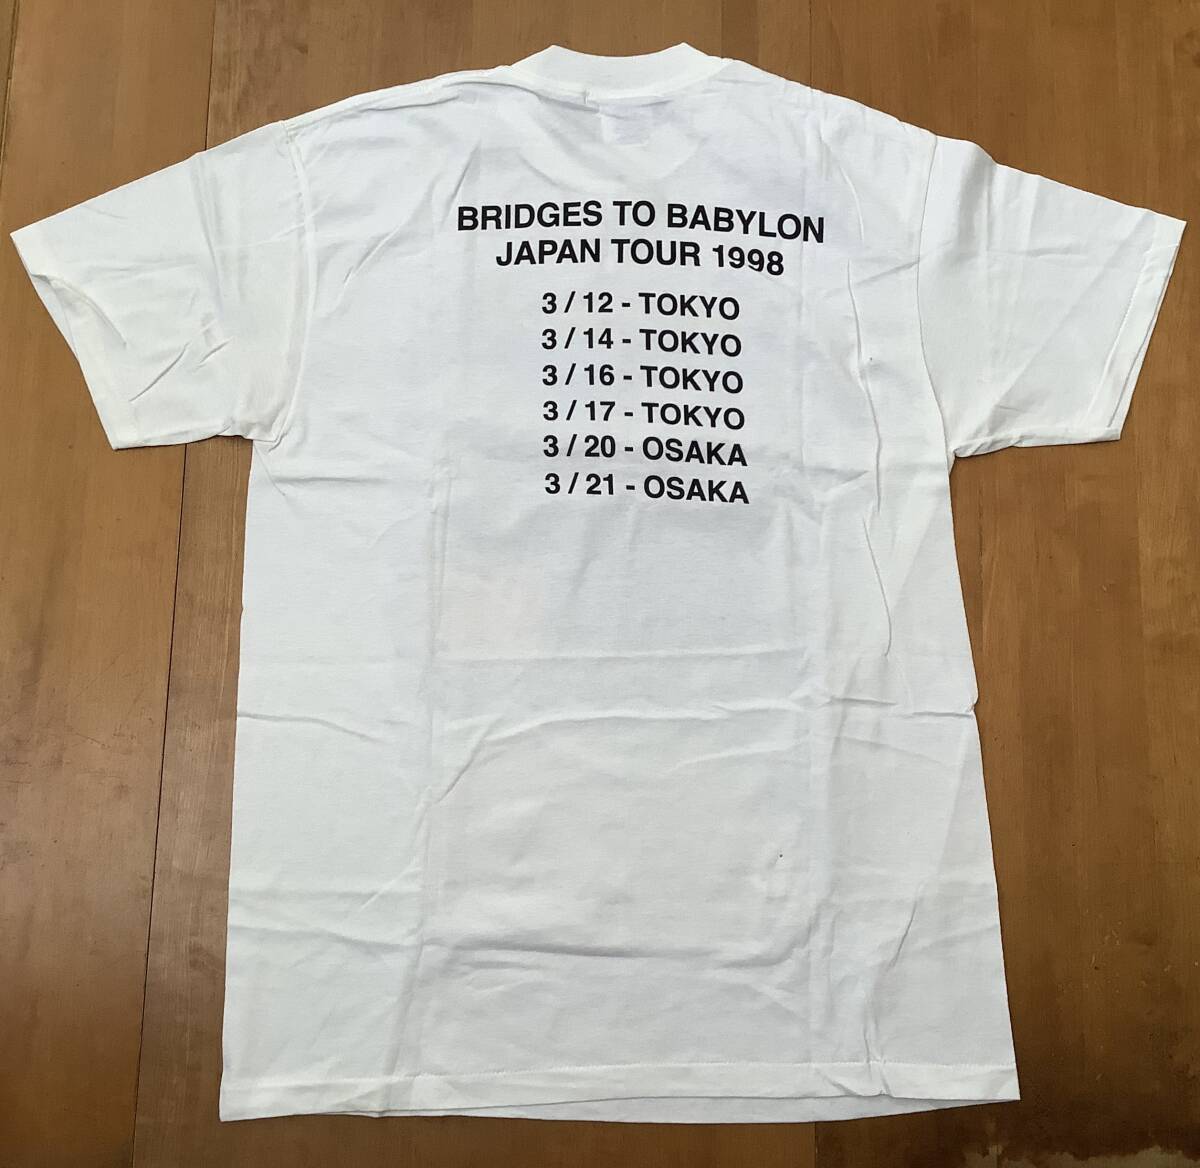 BRIDGES TO BABYLON
JAPAN TOUR 1998
3 / 12 - TOKYO
3 / 14 - TOKYO
3 / 16 - TOKYO
3 / 17 - TOKYO
3 / 20 - OSAKA
3 / 21 - OSAKA